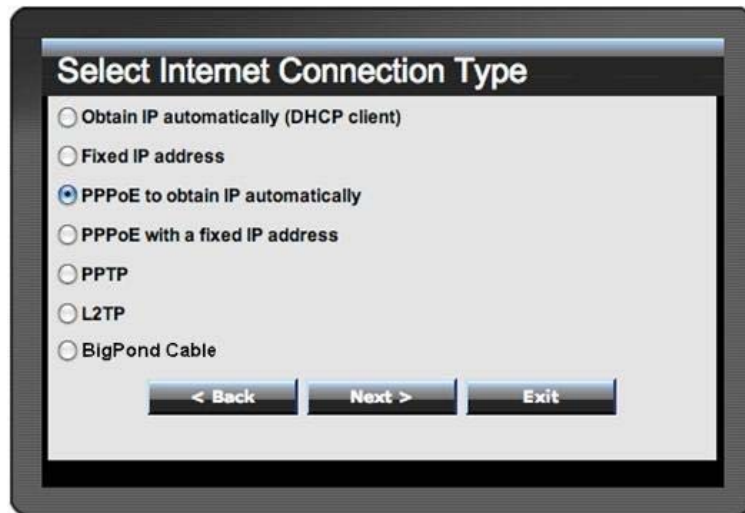 Select Internet Connection Type
Obtain IP automatically (DHCP client)
Fixed IP address
PPPoE to obtain IP automatically
PPPoE with a fixed IP address
PPTP
L2TP
BigPond Cable
< Back Next > Exit